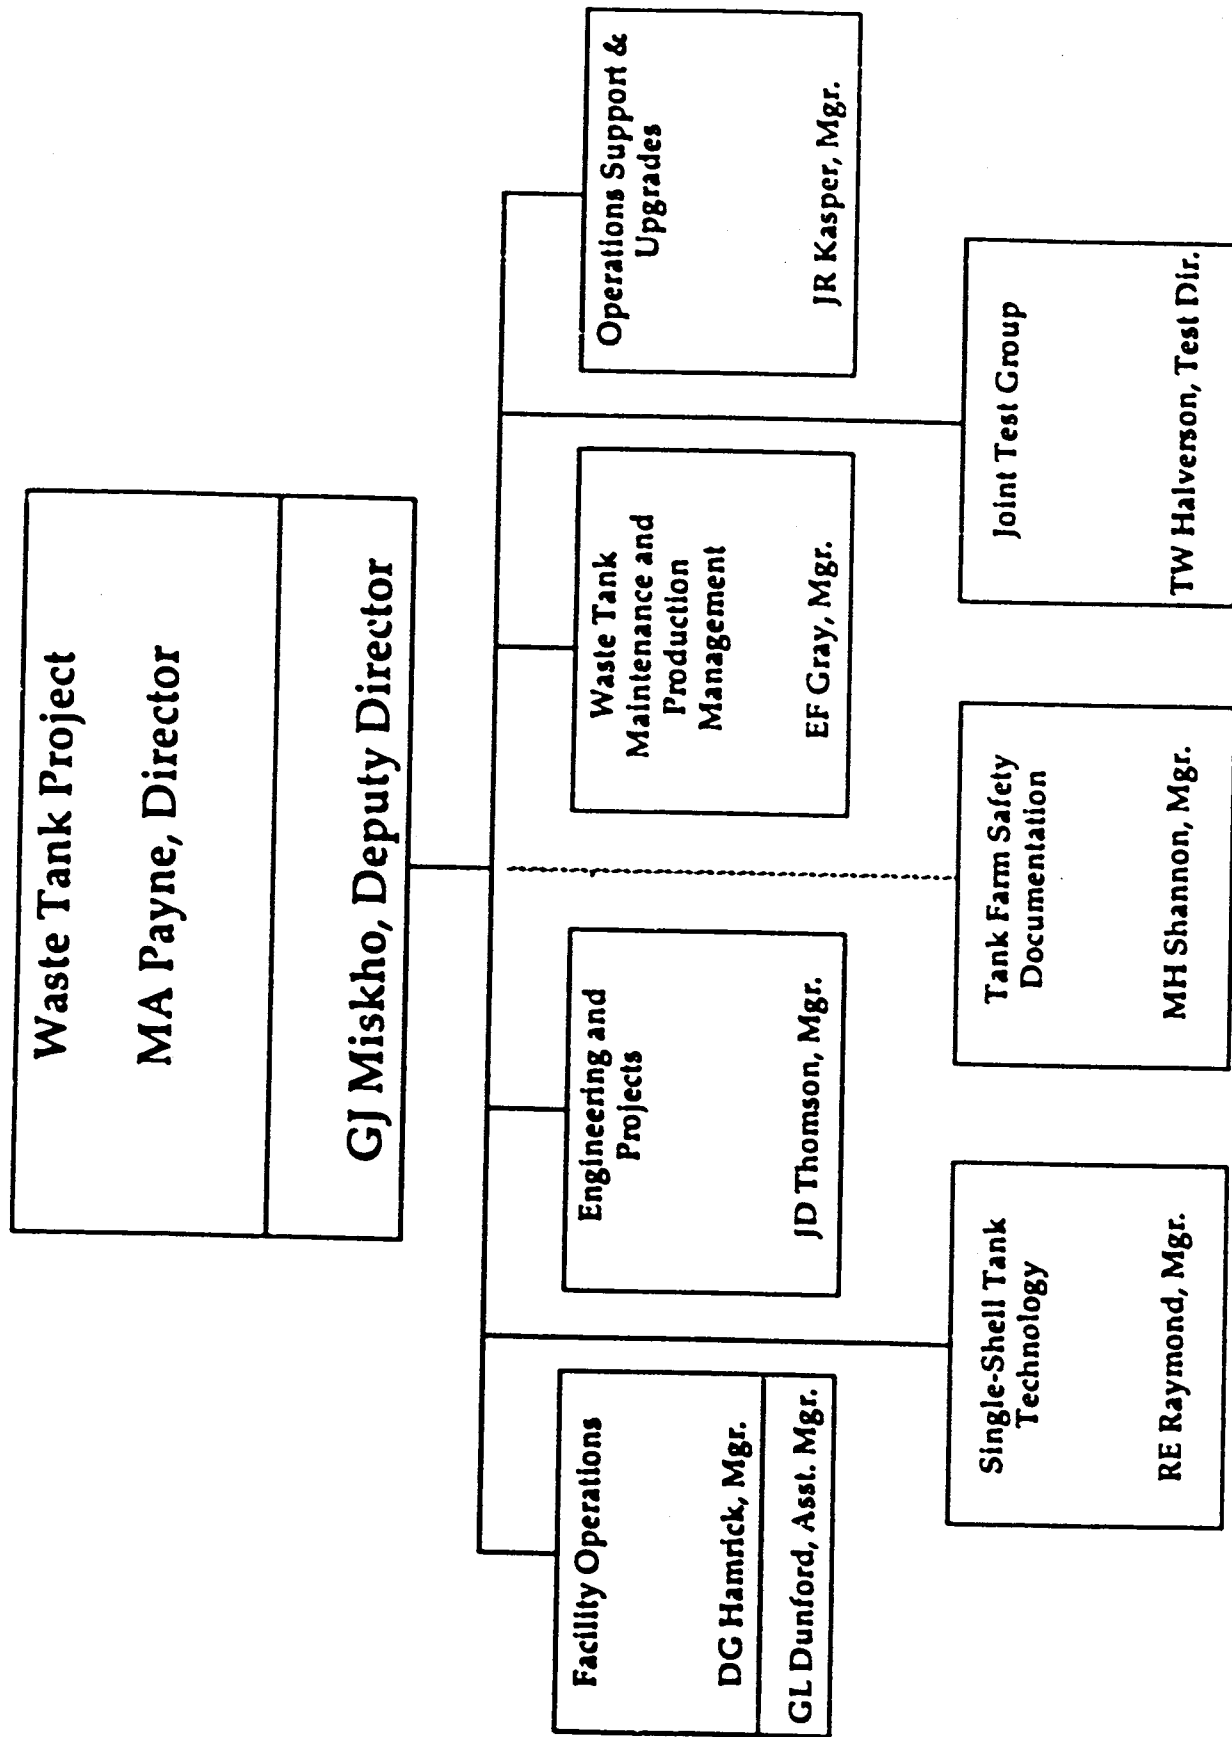 Waste Tank Project
MA Payne, Director
GJ Miskho, Deputy Director
Facility Operations
DG Hamrick, Mgr.
GL Dunford, Asst. Mgr.
Engineering and
Projects
JD Thomson, Mgr.
Waste Tank
Maintenance and
Production
Management
EF Gray, Mgr.
Operations Support &
Upgrades
JR Kasper, Mgr.
Single-Shell Tank
Technology
RE Raymond, Mgr.
Tank Farm Safety
Documentation
MH Shannon, Mgr.
Joint Test Group
TW Halverson, Test Dir.